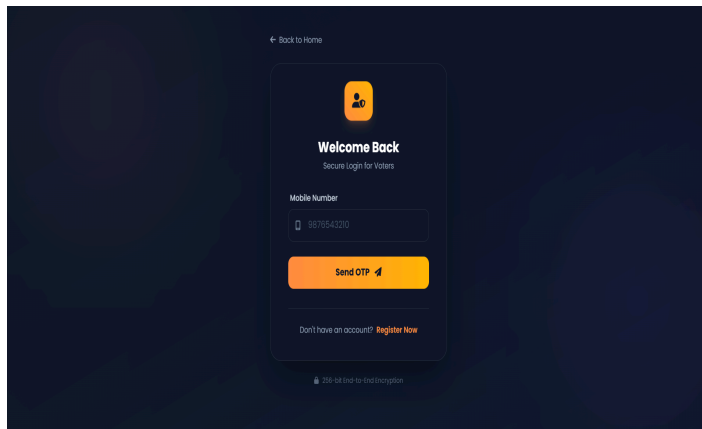 Back to Home
Welcome Back
Secure Login for Voters
Mobile Number
9876543210
Send OTP
Don't have an account? Register Now
256-bit End-to-End Encryption